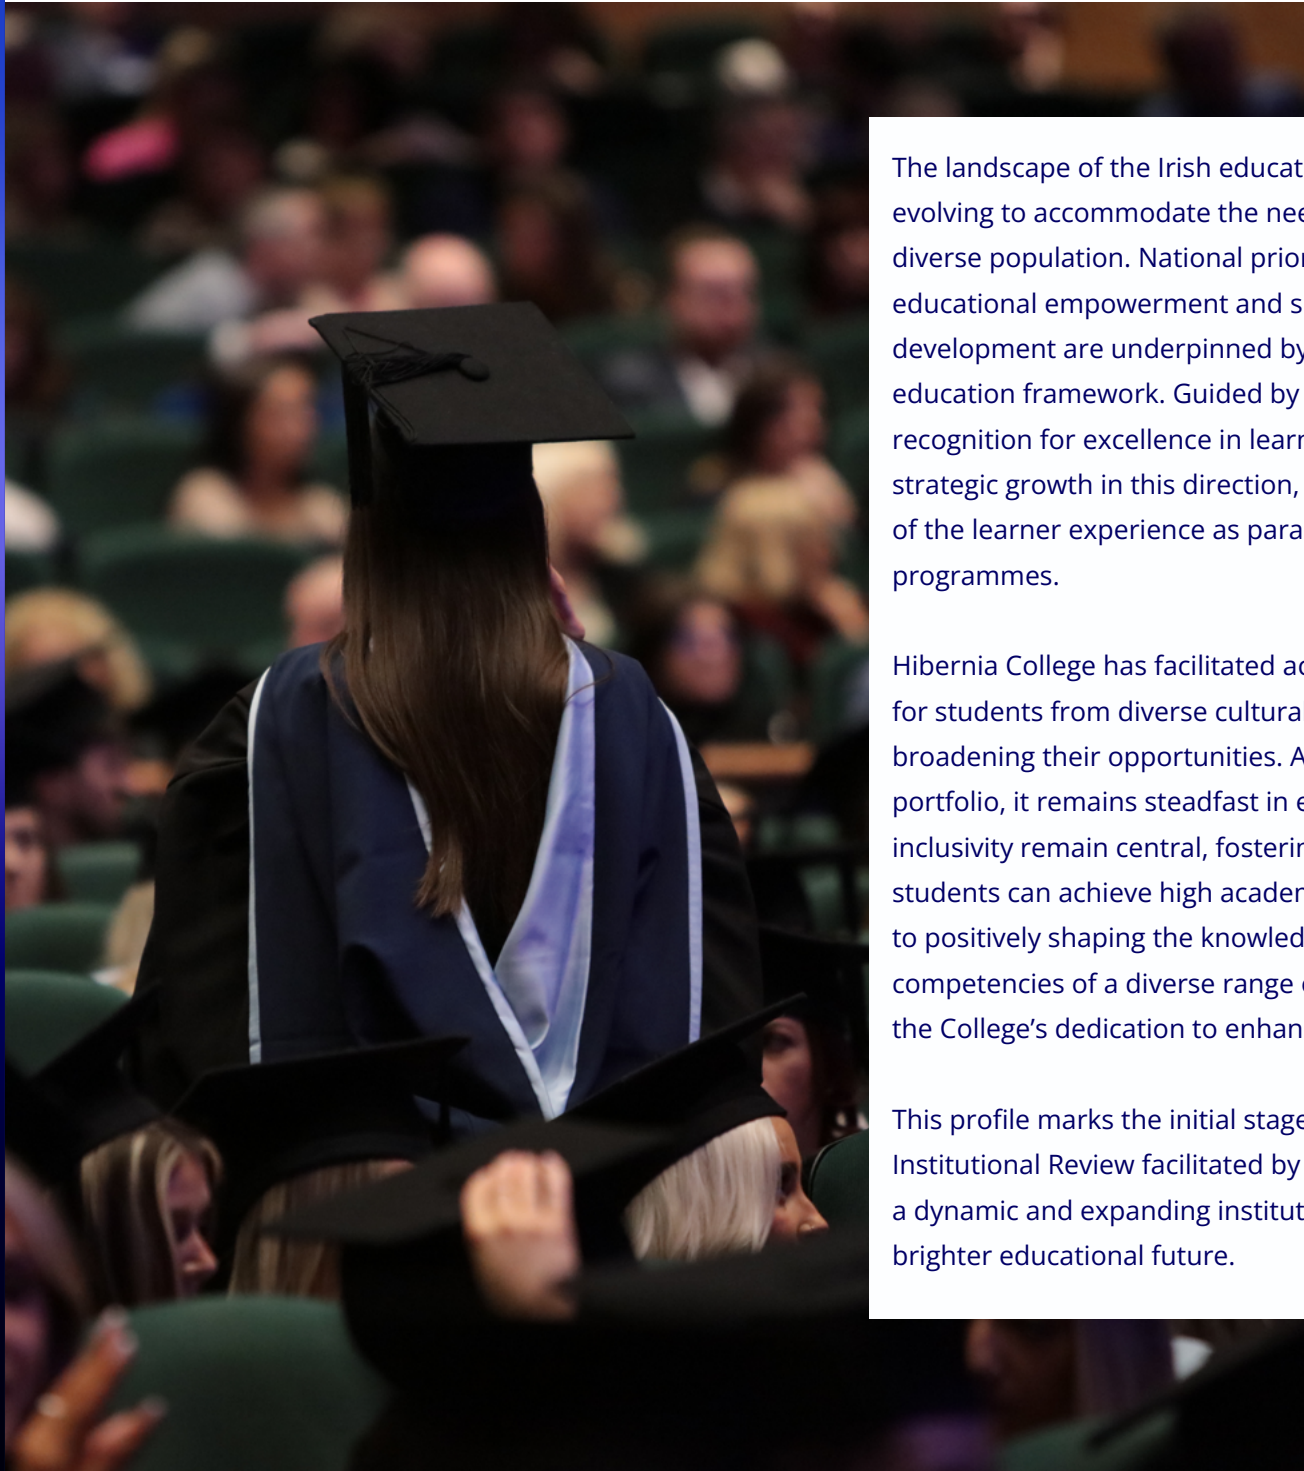 The landscape of the Irish educat
evolving to accommodate the nee
diverse population. National prior
educational empowerment and s
development are underpinned by
education framework. Guided by
recognition for excellence in learn
strategic growth in this direction,
of the learner experience as para
programmes.
Hibernia College has facilitated ac
for students from diverse cultural
broadening their opportunities. A
portfolio, it remains steadfast in e
inclusivity remain central, fosterin
students can achieve high academ
to positively shaping the knowled
competencies of a diverse range o
the College’s dedication to enhan
This profile marks the initial stage
Institutional Review facilitated by
a dynamic and expanding institut
brighter educational future.